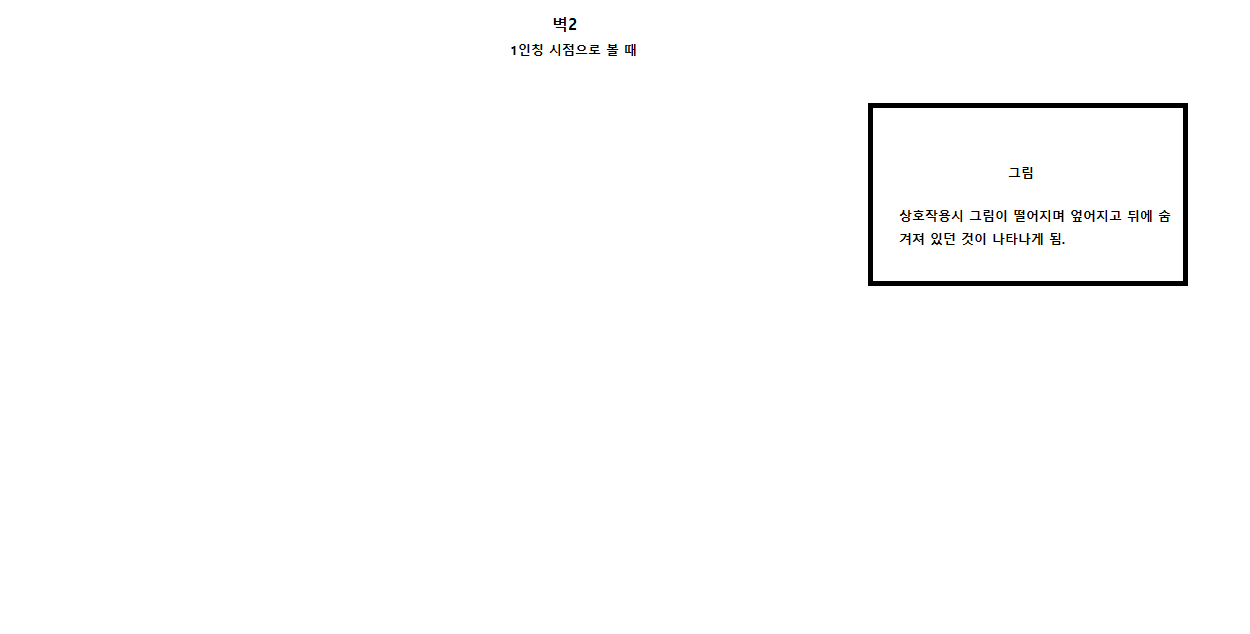 벽2
1인칭 시점으로 볼 때
그림
상호작용시 그림이 떨어지며 엎어지고 뒤에 숨
겨져 있던 것이 나타나게 됨.